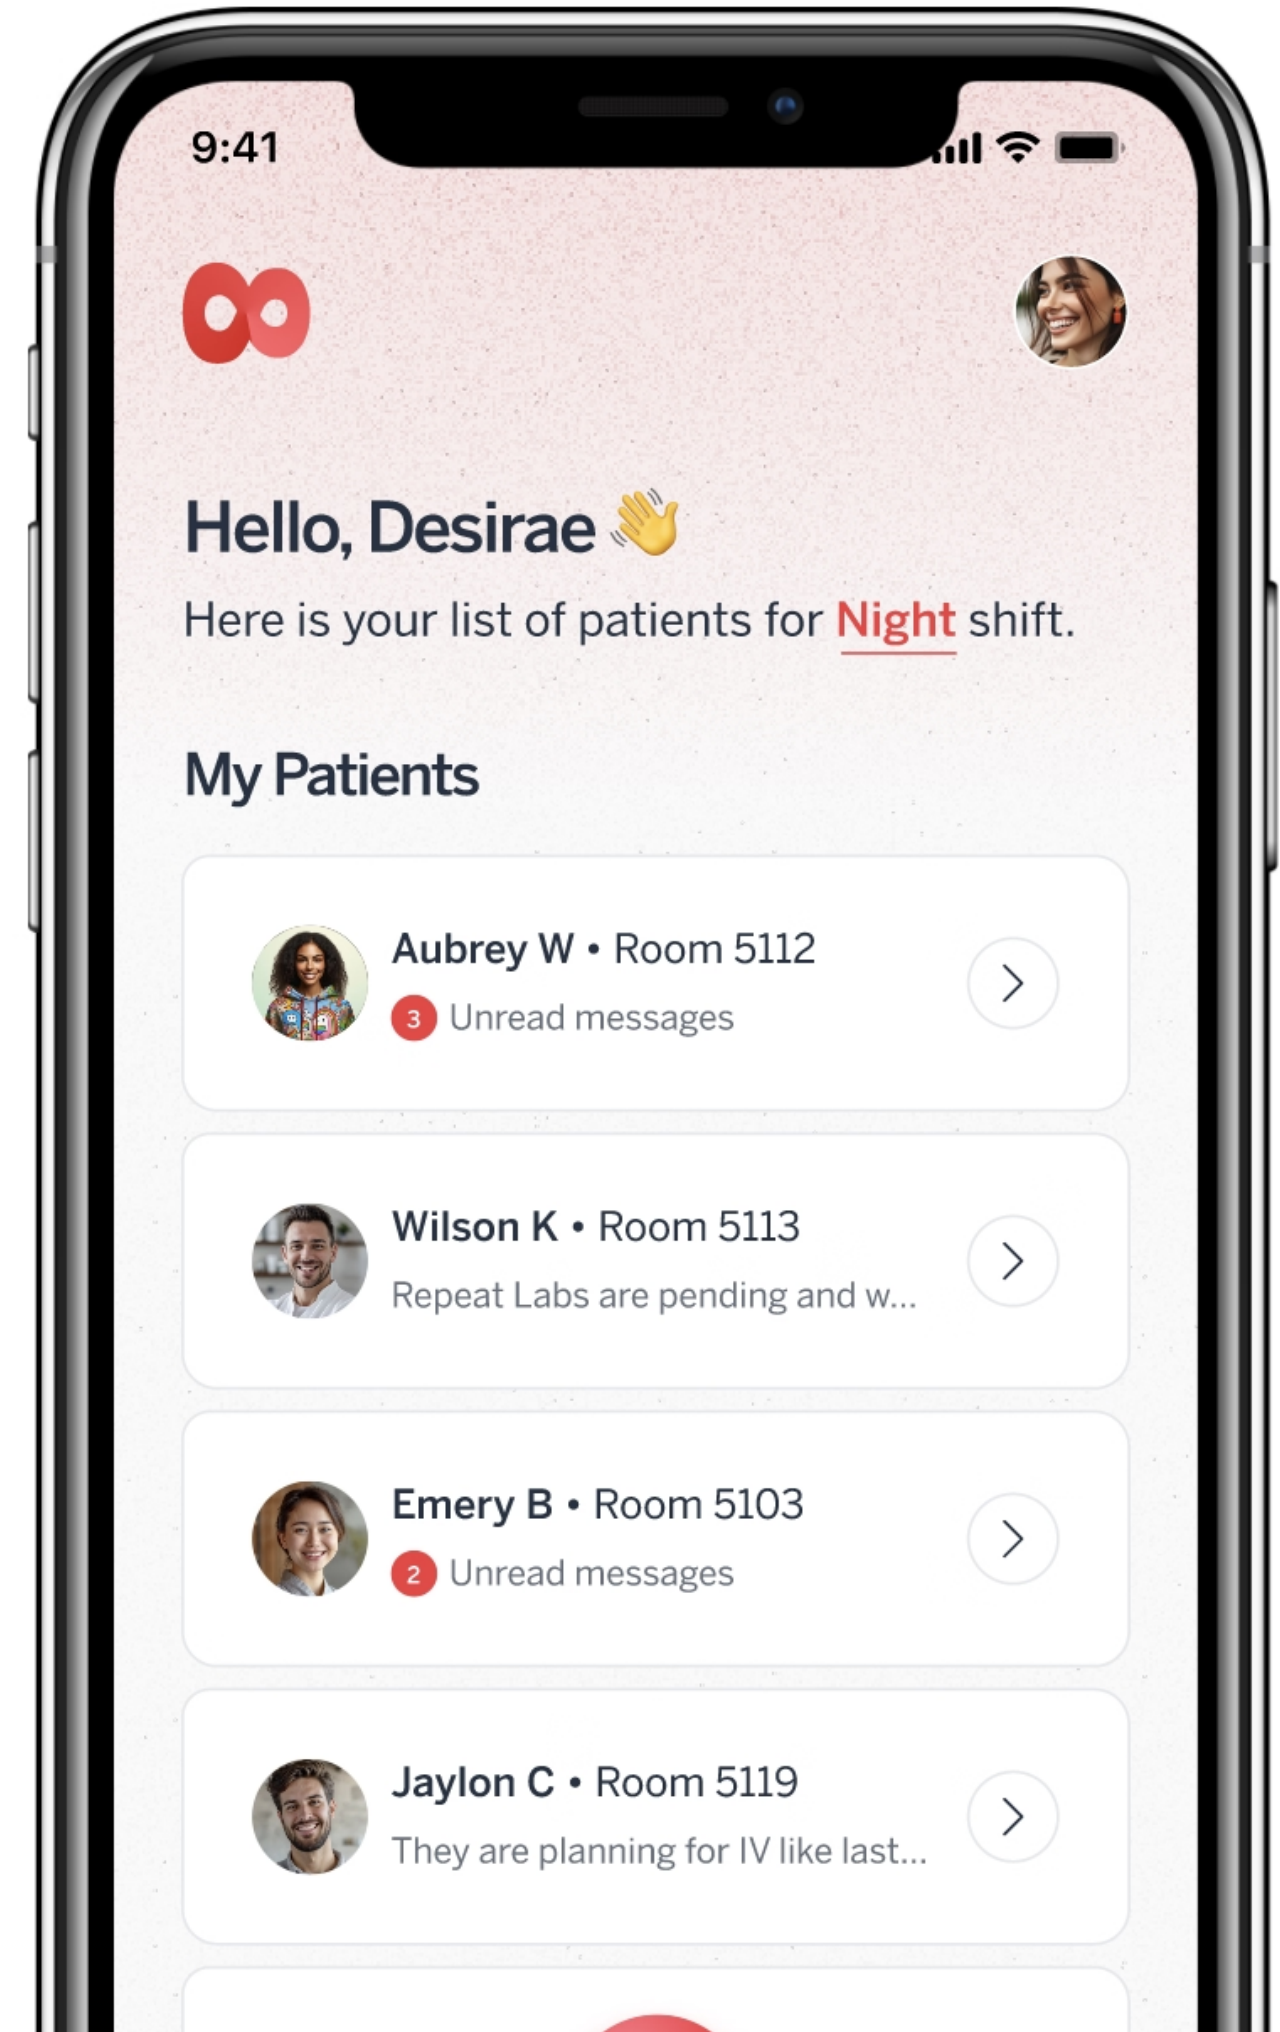 9:41
Hello, Desirae 👋
Here is your list of patients for Night shift.
My Patients
Aubrey W • Room 5112
3 Unread messages
Wilson K • Room 5113
Repeat Labs are pending and w...
Emery B • Room 5103
2 Unread messages
Jaylon C • Room 5119
They are planning for IV like last...